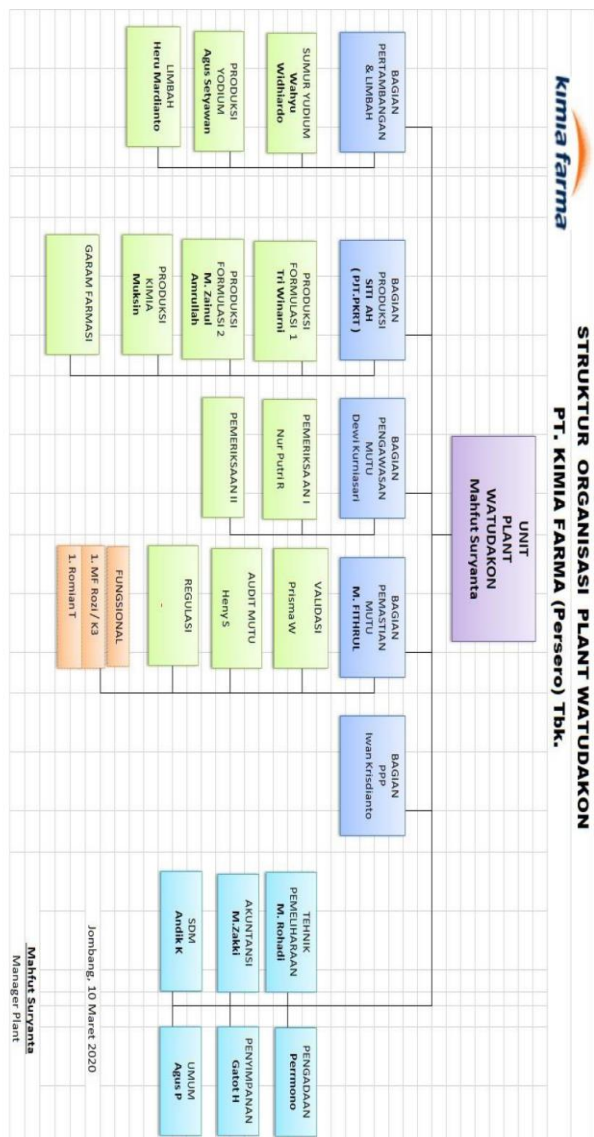 kimia farma
STRUKTUR ORGANISASI PLANT WATUDAKON
PT. KIMIA FARMA (Persero) Tbk.
UNIT
PLANT
WATUDAKON
Mahfut Suryanta
BAGIAN
PERTAMBANGAN
& LIMBAH
SUMUR YUDIUM
Wahyu
Widhiardo
PRODUKSI
YODIUM
Agus Setyawan
LIMBAH
Heru Mardianto
BAGIAN
PRODUKSI
SITI AH
( PJT.PKRT )
PRODUKSI
FORMULASI 1
Tri Winarni
PRODUKSI
FORMULASI 2
M. Zainul
Amrullah
PRODUKSI
KIMIA
Muksin
GARAM FARMASI
BAGIAN
PENGAWASAN
MUTU
Dewi Kurniasari
PEMERIKSAAN I
Nur Putri R
PEMERIKSAAN II
BAGIAN
PEMASTIAN
MUTU
M. FITHRUL
VALIDASI
Prisma W
AUDIT MUTU
Heny S
REGULASI
-
FUNGSIONAL
1. MF Rozi / K3
1. Romian T
BAGIAN
PPP
Iwan Krisdianto
TEHNIK
PEMELIHARAAN
M. Rohadi
PENGADAAN
Perrmono
AKUNTANSI
M.Zakki
PENYIMPANAN
Gatot H
SDM
Andik K
UMUM
Agus P
Jombang, 10 Maret 2020
Mahfut Suryanta
Manager Plant